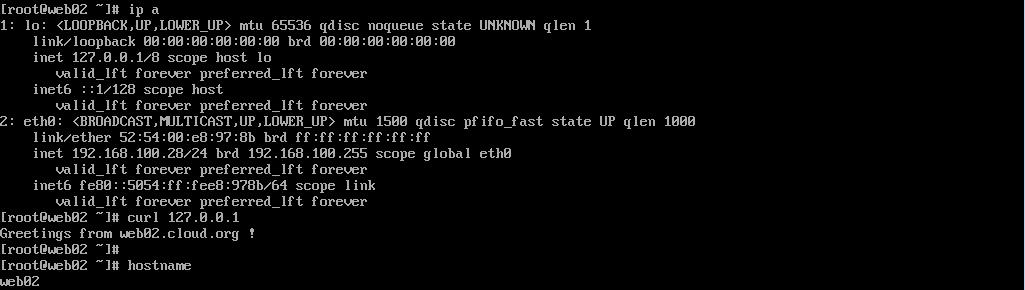 [root@web02 ~]# ip a
1: lo: <LOOPBACK,UP,LOWER_UP> mtu 65536 qdisc noqueue state UNKNOWN qlen 1
    link/loopback 00:00:00:00:00:00 brd 00:00:00:00:00:00
    inet 127.0.0.1/8 scope host lo
       valid_lft forever preferred_lft forever
    inet6 ::1/128 scope host
       valid_lft forever preferred_lft forever
2: eth0: <BROADCAST,MULTICAST,UP,LOWER_UP> mtu 1500 qdisc pfifo_fast state UP qlen 1000
    link/ether 52:54:00:e8:97:8b brd ff:ff:ff:ff:ff:ff
    inet 192.168.100.28/24 brd 192.168.100.255 scope global eth0
       valid_lft forever preferred_lft forever
    inet6 fe80::5054:ff:fee8:978b/64 scope link
       valid_lft forever preferred_lft forever
[root@web02 ~]# curl 127.0.0.1
Greetings from web02.cloud.org !
[root@web02 ~]#
[root@web02 ~]# hostname
web02